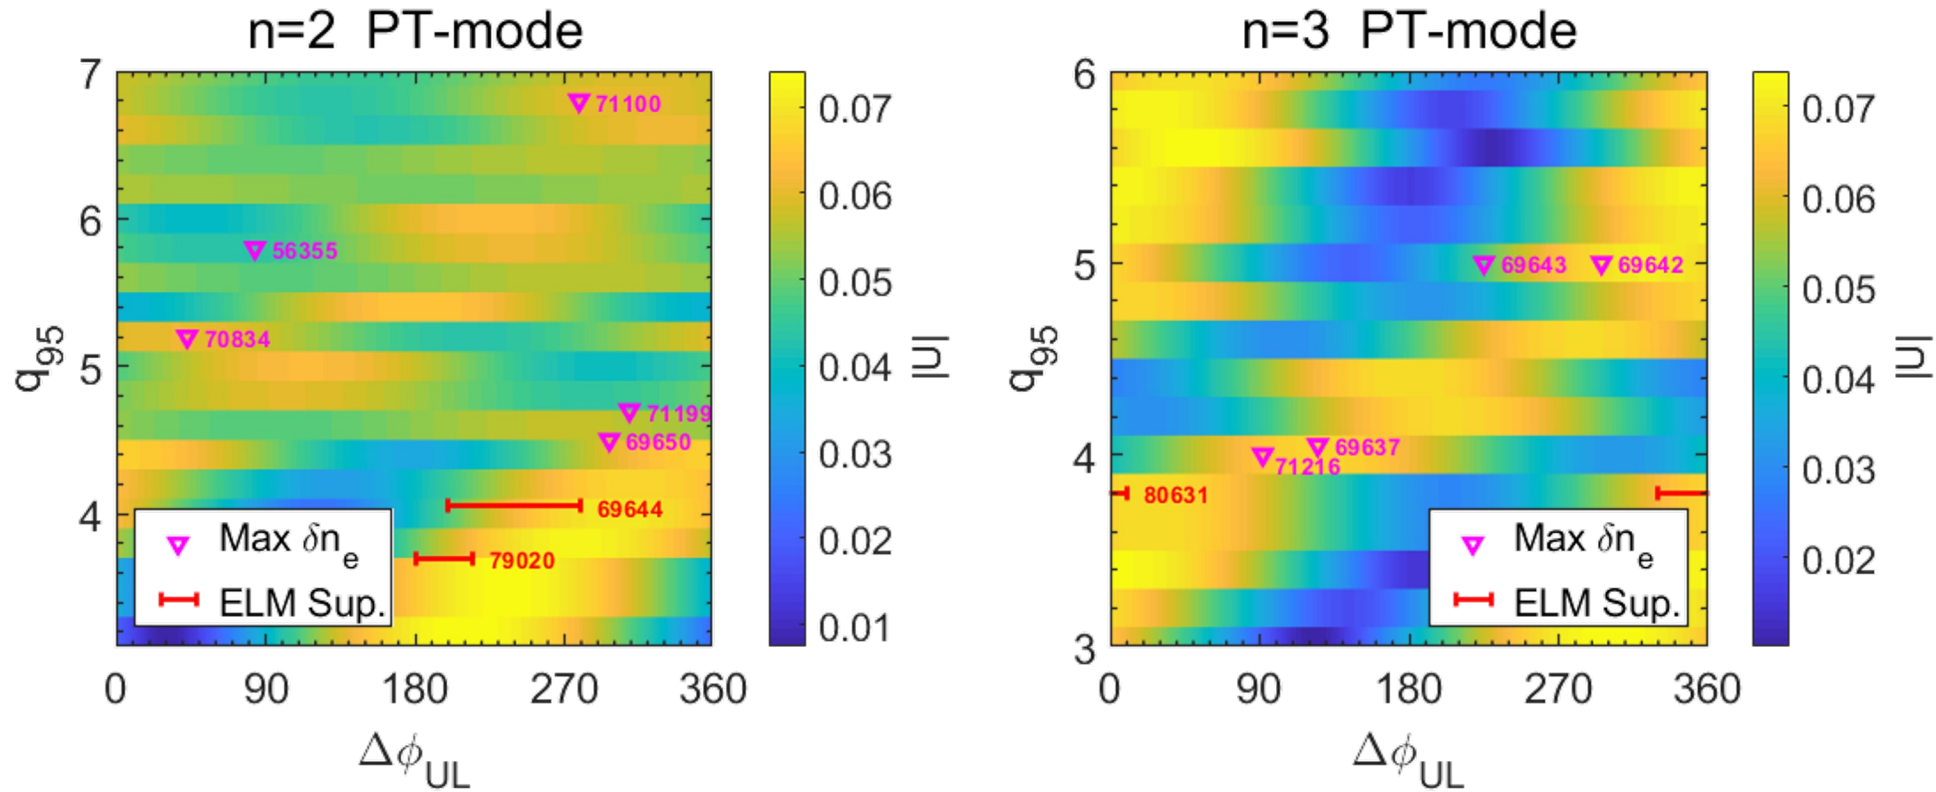 n=2 PT-mode
7
6
5
4
q95
0 90 180 270 360
ΔϕUL
71100
56355
70834
71199
69650
69644
79020
Max δne
ELM Sup.
0.07
0.06
0.05
0.04
0.03
0.02
0.01
|U|
n=3 PT-mode
6
5
4
3
q95
0 90 180 270 360
ΔϕUL
69643 69642
69637
71216
80631
Max δne
ELM Sup.
0.07
0.06
0.05
0.04
0.03
0.02
|U|